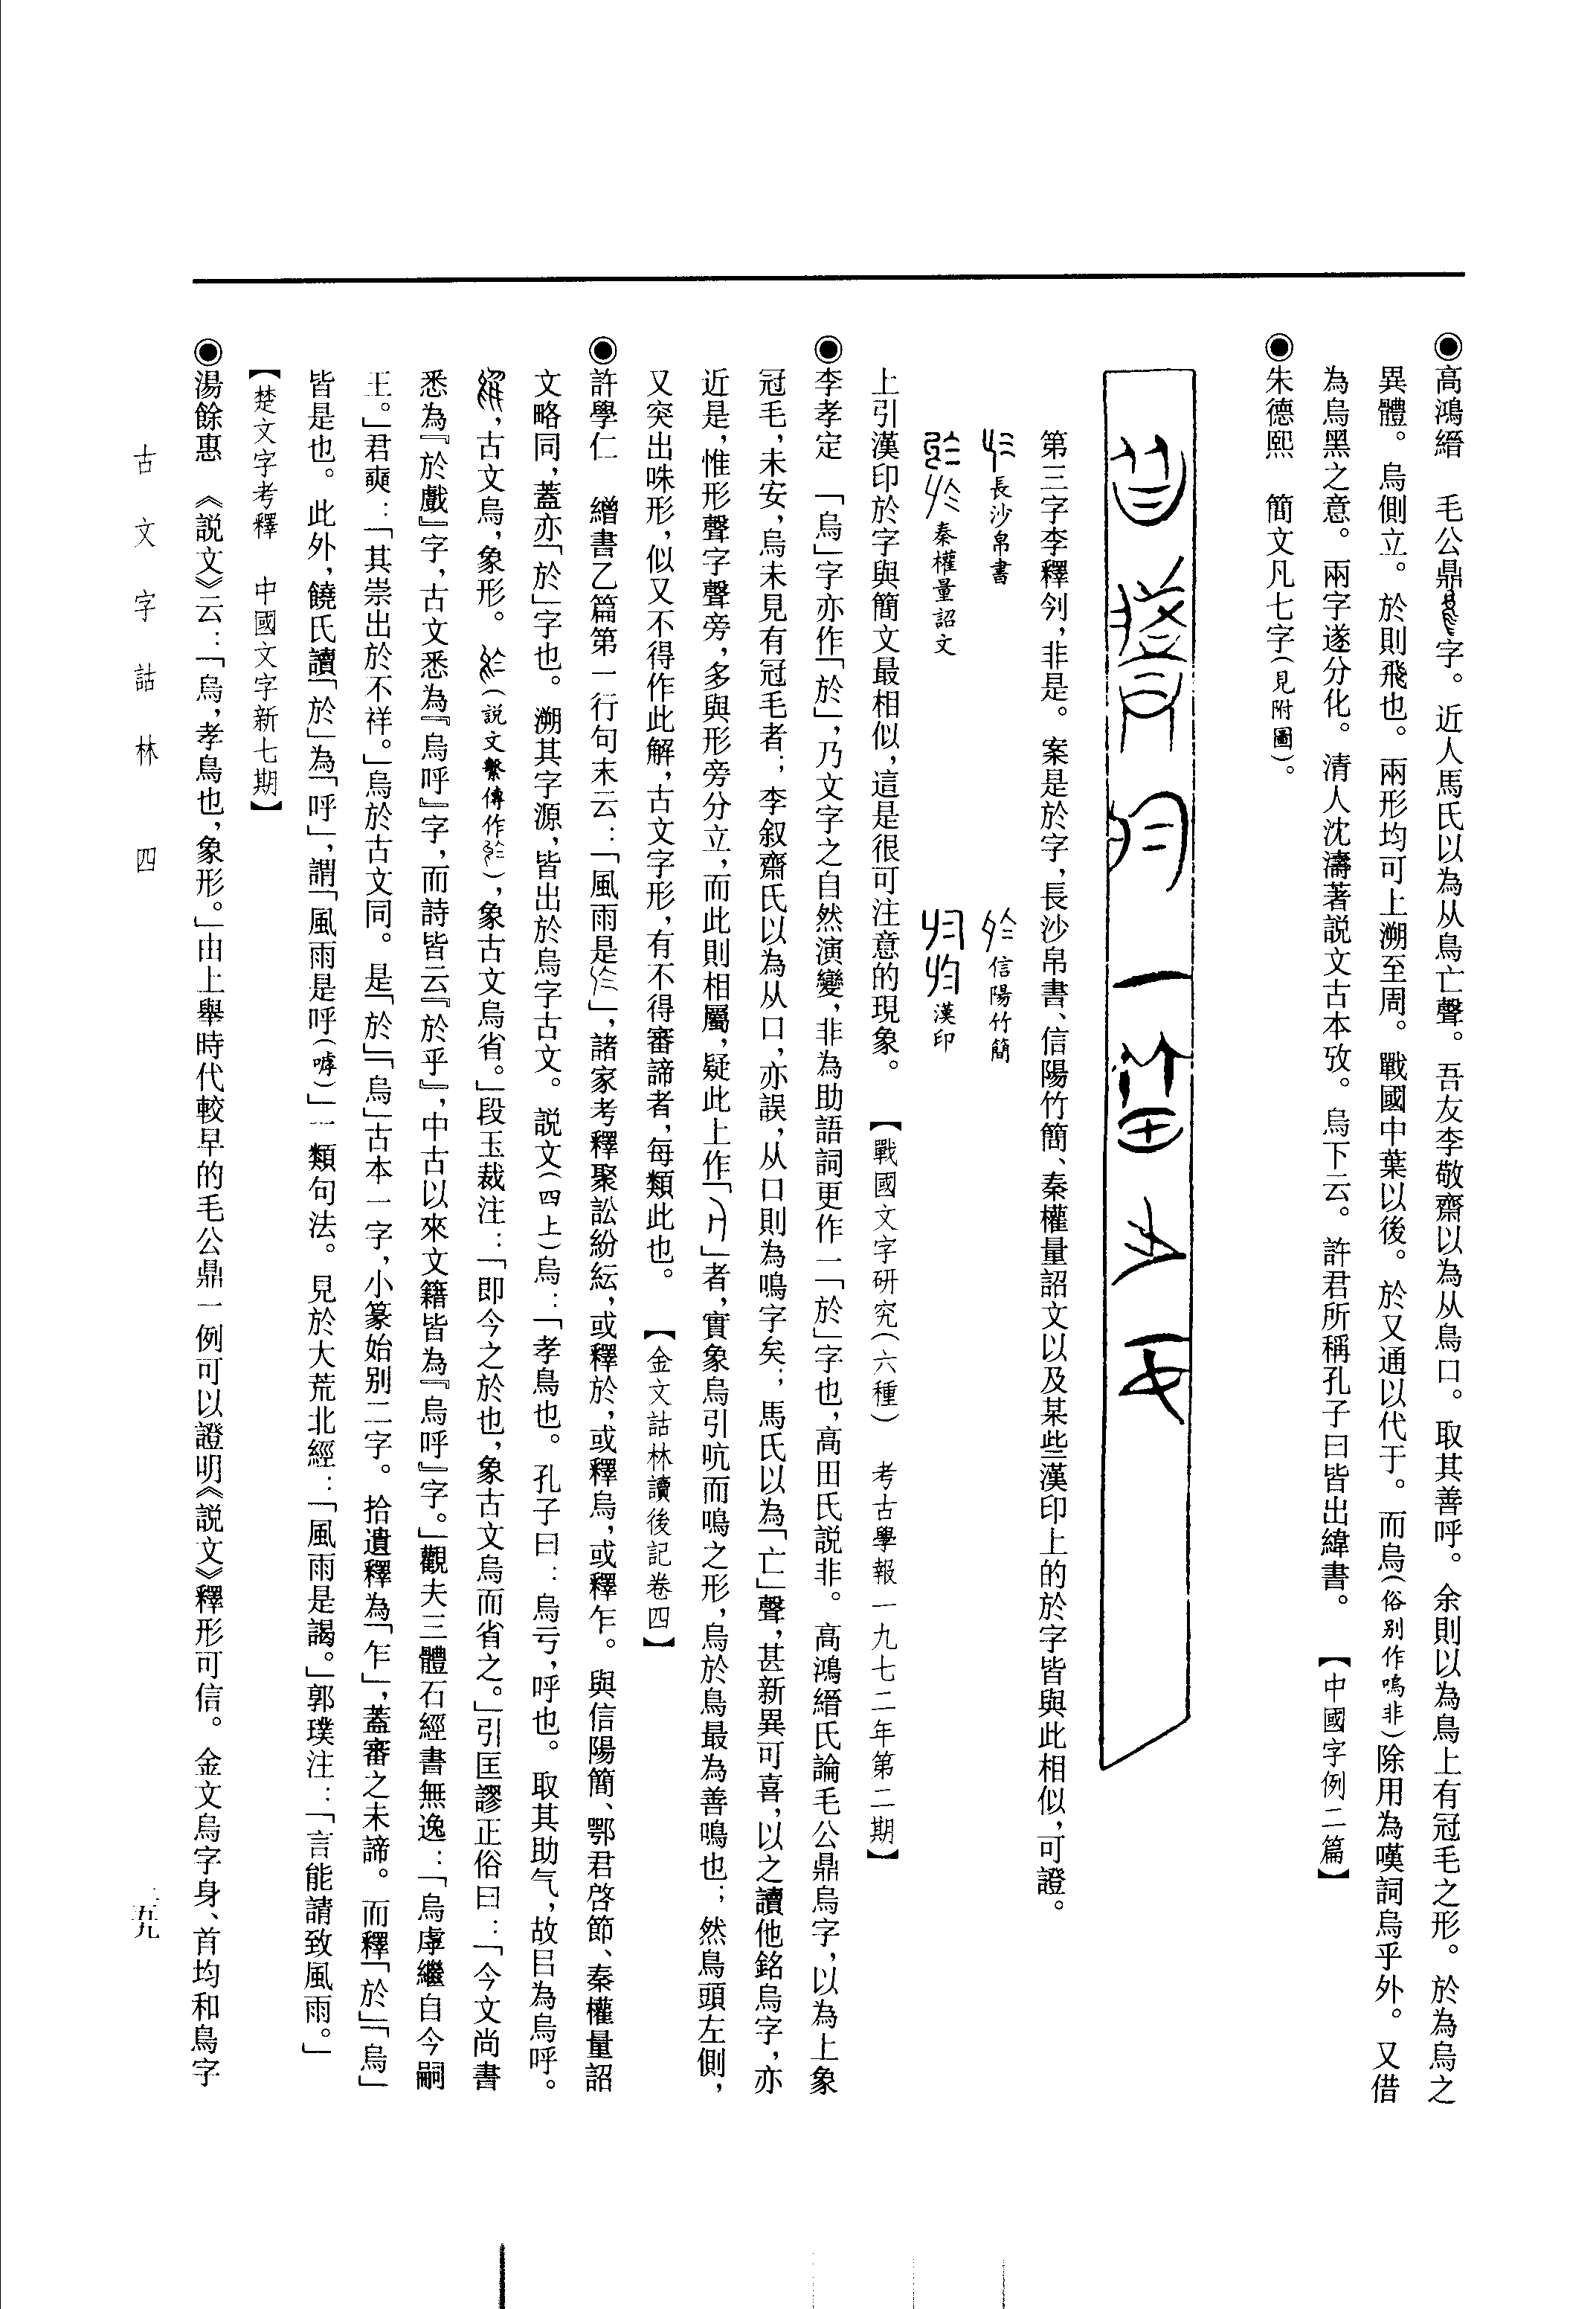 ◉高鴻縉　毛公鼎字。近人馬氏以為从鳥亡聲。吾友李敬齋以為从鳥口。取其善呼。余則以為鳥上有冠毛之形。於為烏之
異體。烏側立。於則飛也。兩形均可上溯至周。戰國中葉以後。於又通以代于。而烏(俗別作嗚非)除用為嘆詞烏乎外。又借
為烏黑之意。兩字遂分化。清人沈濤著説文古本攷。烏下云。許君所稱孔子曰皆出緯書。　【中國字例二篇】
◉朱德熙　簡文凡七字(見附圖)。
第三字李釋刿,非是。案是於字,長沙帛書、信陽竹簡、秦權量詔文以及某些漢印上的於字皆與此相似,可證。
長沙帛書　信陽竹簡
秦權量詔文　漢印
上引漢印於字與簡文最相似,這是很可注意的現象。　【戰國文字研究(六種)　考古學報一九七二年第二期】
◉李孝定　「烏」字亦作「於」,乃文字之自然演變,非為助語詞更作一「於」字也,高田氏説非。高鴻縉氏論毛公鼎烏字,以為上象
冠毛,未安,烏未見有冠毛者;李叙齋氏以為从口,亦誤,从口則為鳴字矣;馬氏以為「亡」聲,甚新異可喜,以之讀他銘烏字,亦
近是,惟形聲字聲旁,多與形旁分立,而此則相屬,疑此上作「」者,實象烏引吭而鳴之形,烏於鳥最為善鳴也;然鳥頭左側,
又突出咮形,似又不得作此解,古文字形,有不得審諦者,每類此也。　【金文詁林讀後記卷四】
◉許學仁　繒書乙篇第一行句末云:「風雨是」,諸家考釋聚訟紛紜,或釋於,或釋烏,或釋乍。與信陽簡、鄂君啓節、秦權量詔
文略同,蓋亦「於」字也。溯其字源,皆出於烏字古文。説文(四上)烏:「孝鳥也。孔子曰:烏亏,呼也。取其助气,故㠯為烏呼。
,古文烏,象形。(説文繫傳作),象古文烏省。」段玉裁注:「即今之於也,象古文烏而省之。」引匡謬正俗曰:「今文尚書
悉為『於戲』字,古文悉為『烏呼』字,而詩皆云『於乎』,中古以來文籍皆為『烏呼』字。」觀夫三體石經書無逸:「烏虖繼自今嗣
王。」君奭:「其崇出於不祥。」烏於古文同。是「於」「烏」古本一字,小篆始别二字。拾遺釋為「乍」,蓋審之未諦。而釋「於」「烏」
皆是也。此外,饒氏讀「於」為「呼」,謂「風雨是呼(嘑)」一類句法。見於大荒北經:「風雨是謁。」郭璞注:「言能請致風雨。」
【楚文字考釋　中國文字新七期】
◉湯餘惠　《説文》云:「烏,孝鳥也,象形。」由上舉時代較早的毛公鼎一例可以證明《説文》釋形可信。金文烏字身、首均和鳥字
古文字詁林　四
五九